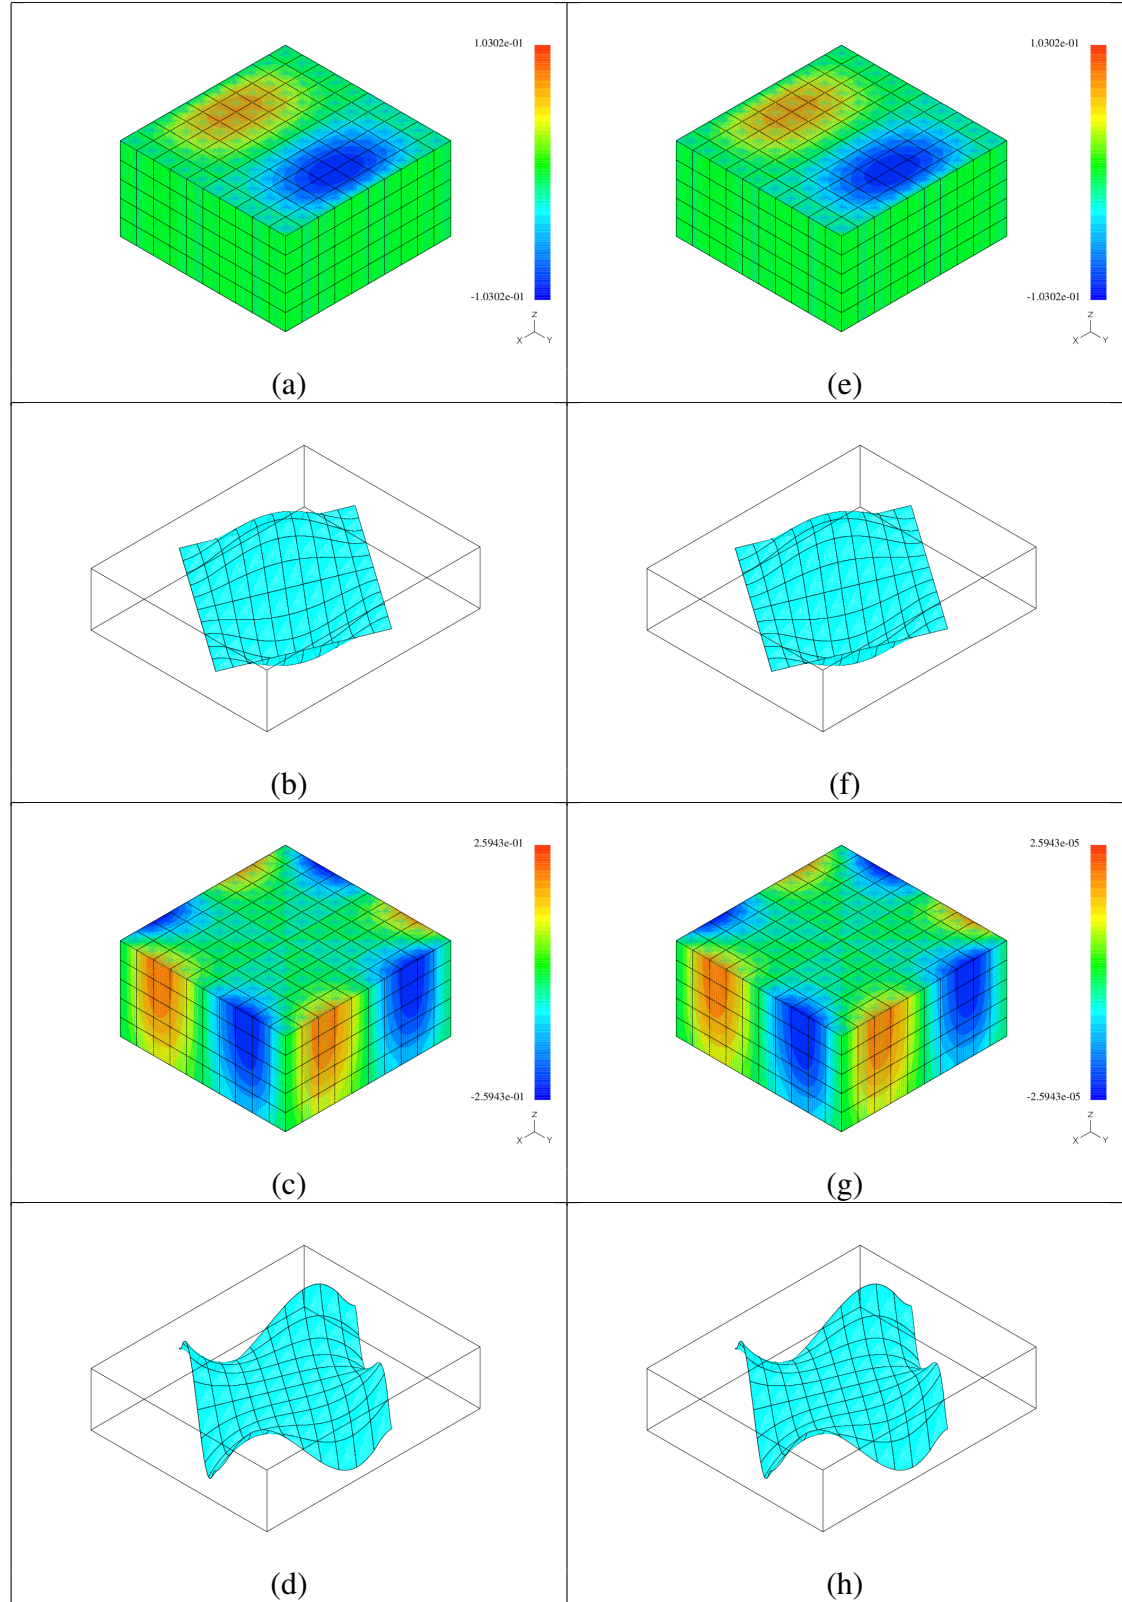 1.0302e-01
-1.0302e-01
Z
X Y
(a)
1.0302e-01
-1.0302e-01
Z
X Y
(e)
(b)
(f)
2.5943e-01
-2.5943e-01
Z
X Y
(c)
2.5943e-05
-2.5943e-05
Z
X Y
(g)
(d)
(h)